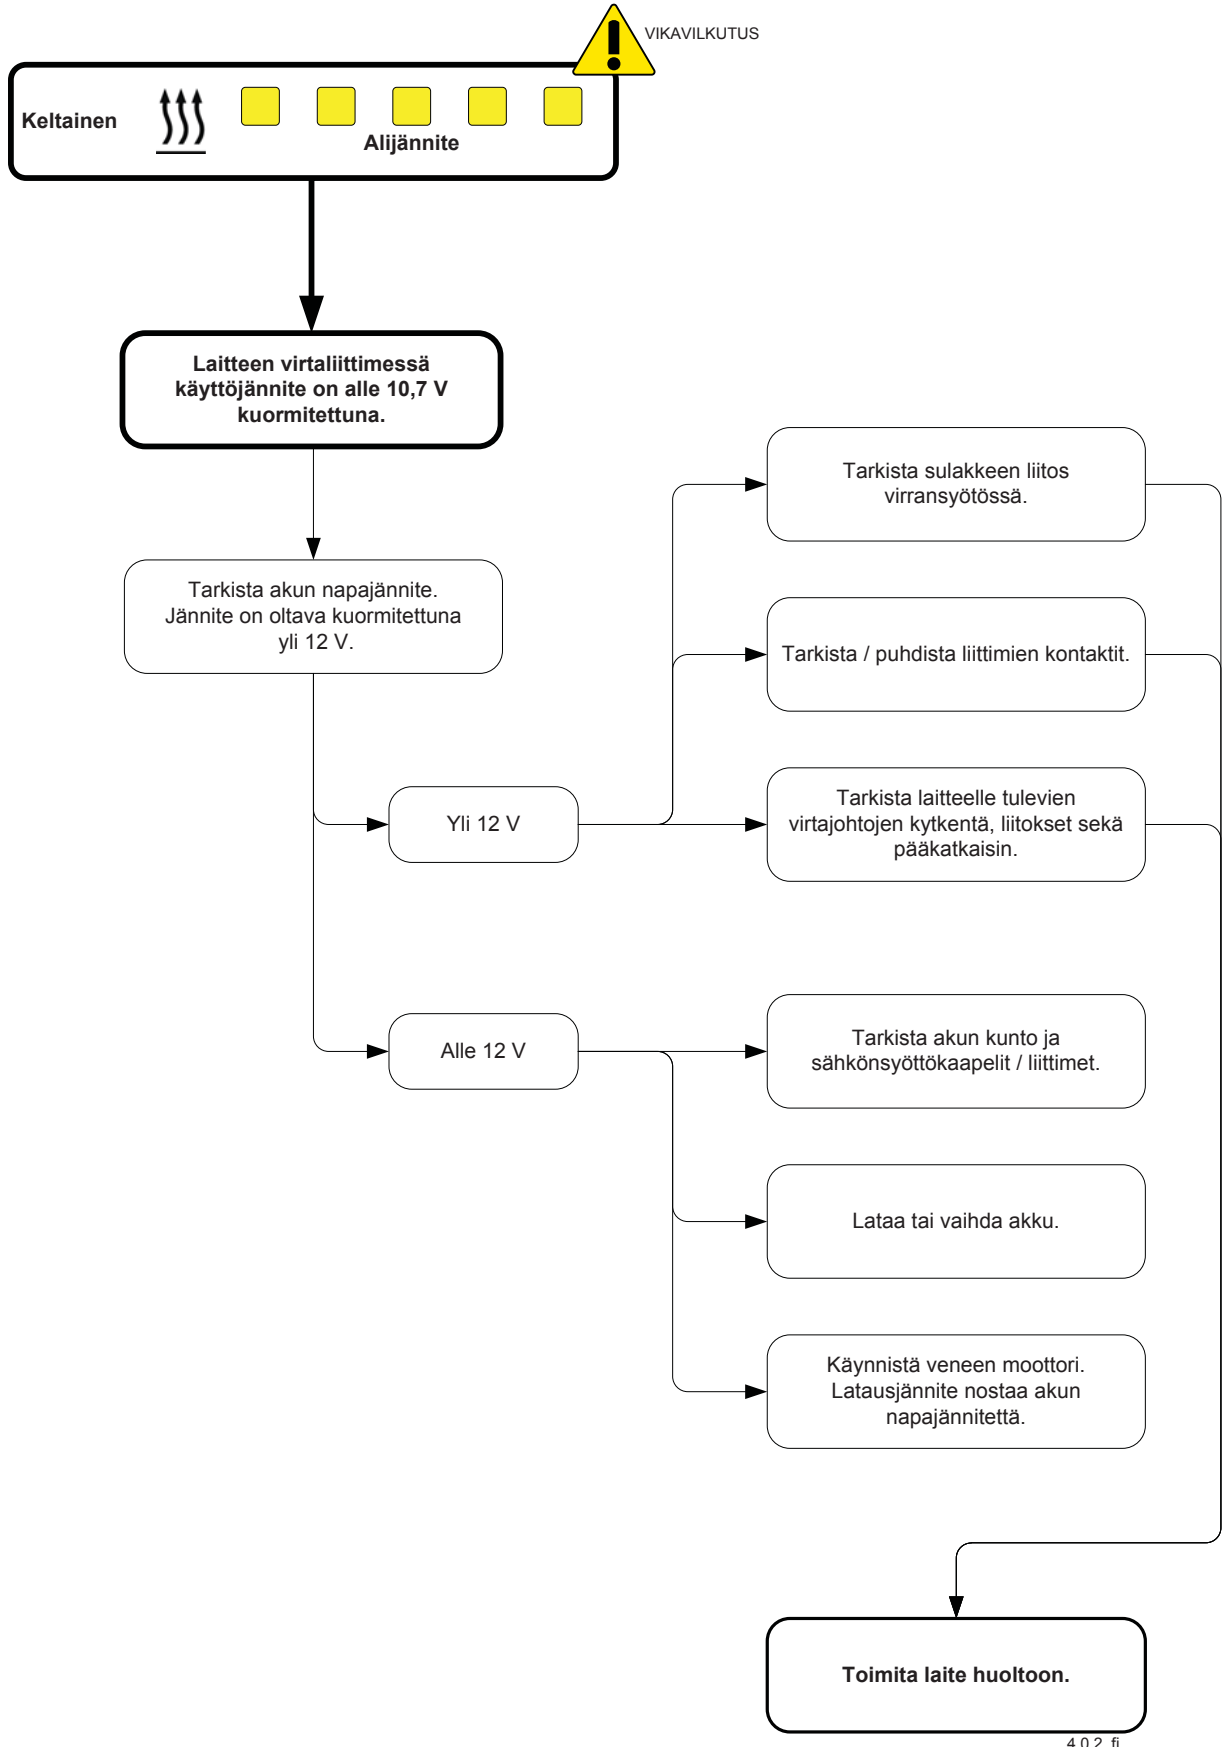 VIKAVILKUTUS
Keltainen
Alijännite
Laitteen virtaliittimessä
käyttöjännite on alle 10,7 V
kuormitettuna.
Tarkista akun napajännite.
Jännite on oltava kuormitettuna
yli 12 V.
Yli 12 V
Tarkista sulakkeen liitos
virransyötössä.
Tarkista / puhdista liittimien kontaktit.
Tarkista laitteelle tulevien
virtajohtojen kytkentä, liitokset sekä
pääkatkaisin.
Alle 12 V
Tarkista akun kunto ja
sähkönsyöttökaapelit / liittimet.
Lataa tai vaihda akku.
Käynnistä veneen moottori.
Latausjännite nostaa akun
napajännitettä.
Toimita laite huoltoon.
4.0.2_fi